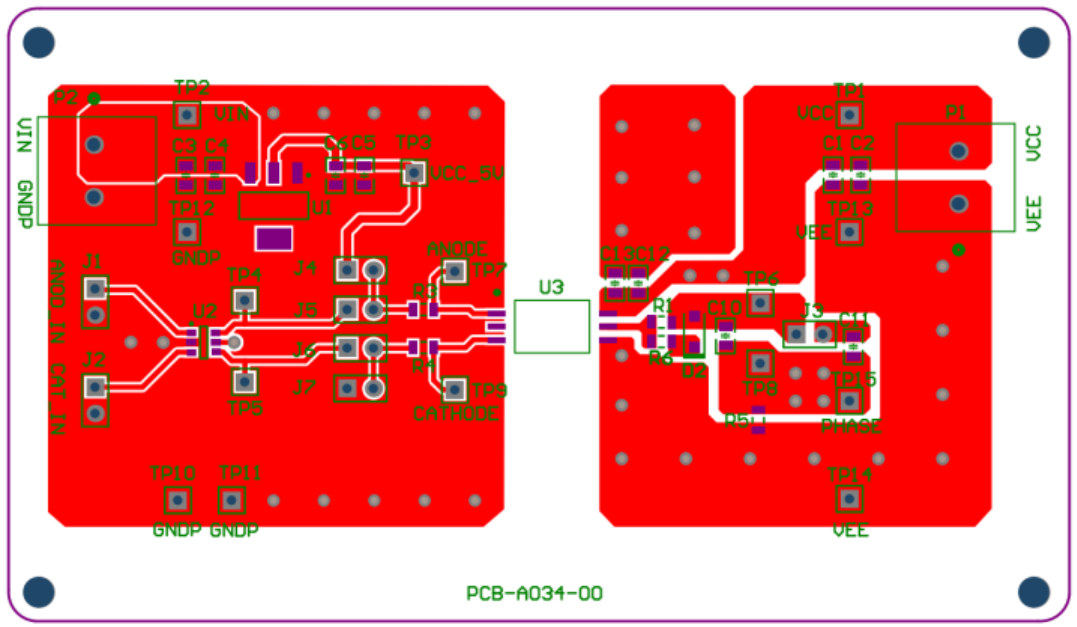 P2
TP2
VIN
VIN
GNDP
C3
C4
C6
C5
TP3
VCC_5V
U1
TP12
GNDP
TP1
VCC
P1
VCC
VEE
C1
C2
TP13
VEE
J1
ANOD_IN
TP4
J4
ANODE
TP7
C13
C12
U2
J5
R3
U3
TP6
R1
C10
J3
C11
J2
CAT_IN
J6
R4
R6
D2
TP5
J7
TP9
CATHODE
TP8
TP15
R5
PHASE
TP10
TP11
GNDP
GNDP
TP14
VEE
PCB-A034-00